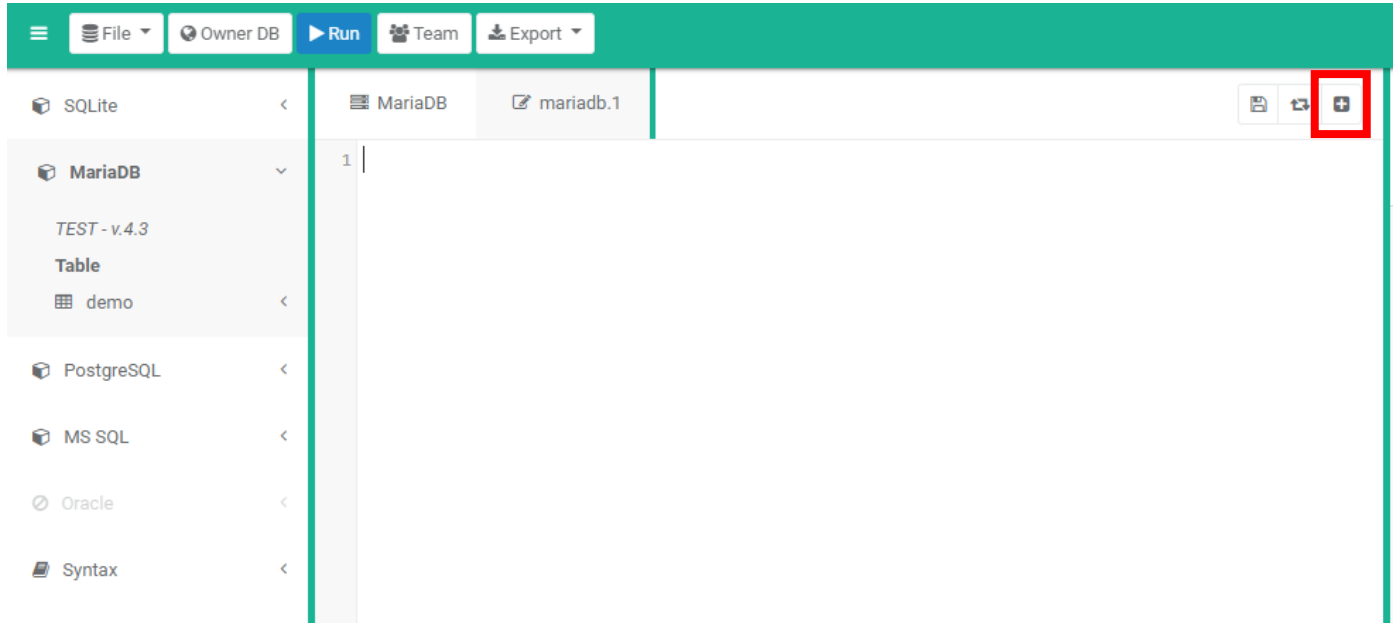 File Owner DB Run Team Export
SQLite
MariaDB
TEST - v.4.3
Table
demo
PostgreSQL
MS SQL
Oracle
Syntax
MariaDB mariadb.1
1